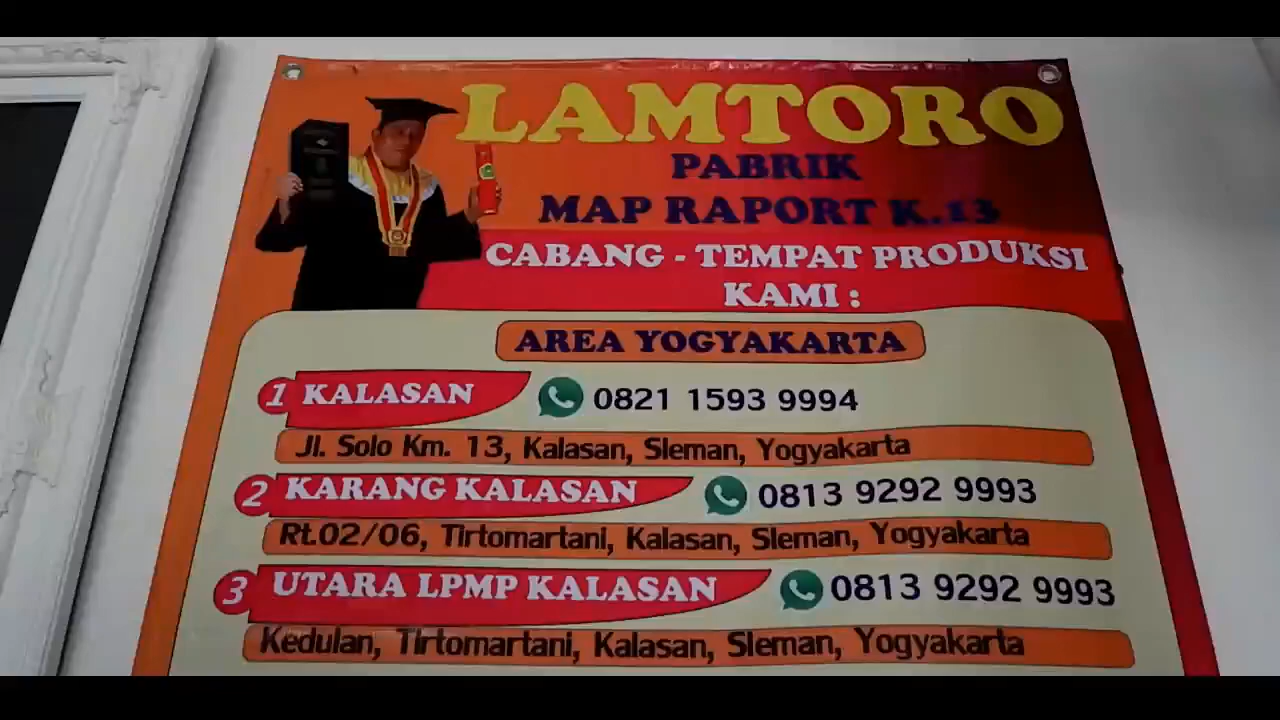 LAMTORO
PABRIK
MAP RAPORT K.13
CABANG - TEMPAT PRODUKSI
KAMI :
AREA YOGYAKARTA
1 KALASAN 0821 1593 9994
Jl. Solo Km. 13, Kalasan, Sleman, Yogyakarta
2 KARANG KALASAN 0813 9292 9993
Rt.02/06, Tirtomartani, Kalasan, Sleman, Yogyakarta
3 UTARA LPMP KALASAN 0813 9292 9993
Kedulan, Tirtomartani, Kalasan, Sleman, Yogyakarta